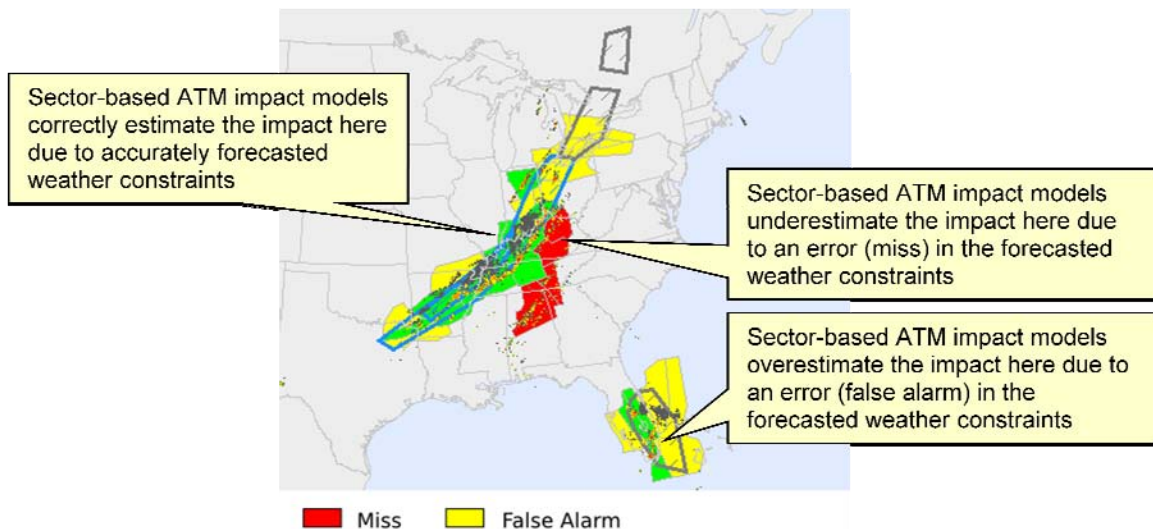 Sector-based ATM impact models
correctly estimate the impact here
due to accurately forecasted
weather constraints
Sector-based ATM impact models
underestimate the impact here due
to an error (miss) in the forecasted
weather constraints
Sector-based ATM impact models
overestimate the impact here due to
an error (false alarm) in the
forecasted weather constraints
Miss
False Alarm